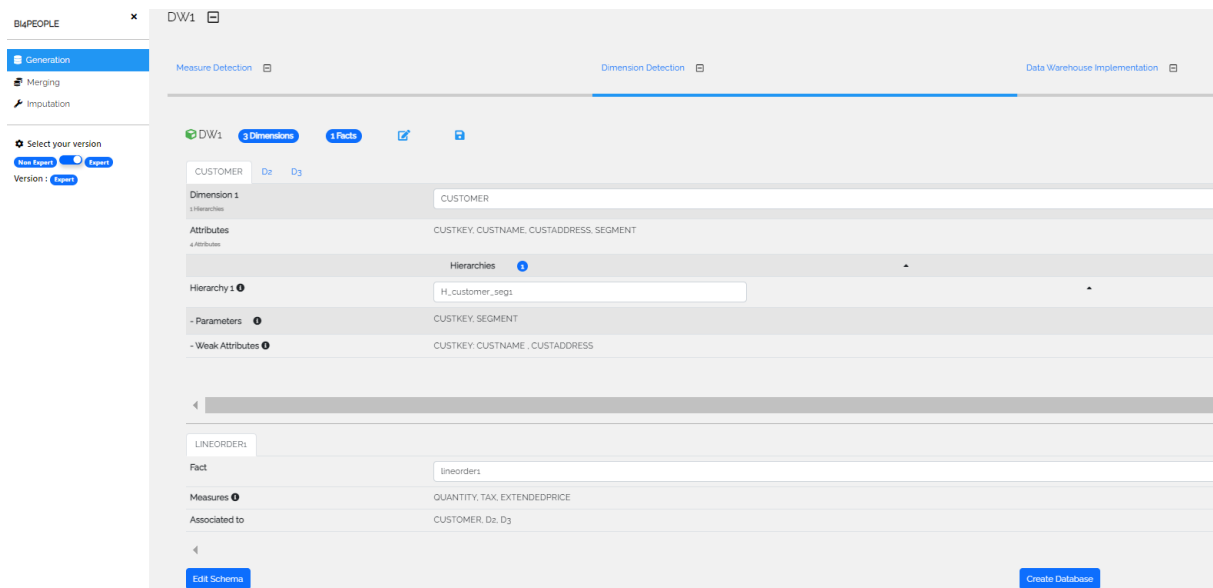 BI4PEOPLE
×
DW1
Generation
Merging
Imputation
Select your version
Non Expert Expert
Version : Expert
Measure Detection Dimension Detection Data Warehouse Implementation
DW1 3 Dimensions 1 Facts
CUSTOMER D2 D3
Dimension 1 CUSTOMER
1 Hierarchies
Attributes CUSTKEY, CUSTNAME, CUSTADDRESS, SEGMENT
4 Attributes
Hierarchies 1
Hierarchy 1 H_customer_seg1
- Parameters CUSTKEY, SEGMENT
- Weak Attributes CUSTKEY: CUSTNAME , CUSTADDRESS
LINEORDER1
Fact lineorder1
Measures QUANTITY, TAX, EXTENDEDPRICE
Associated to CUSTOMER, D2, D3
Edit Schema Create Database